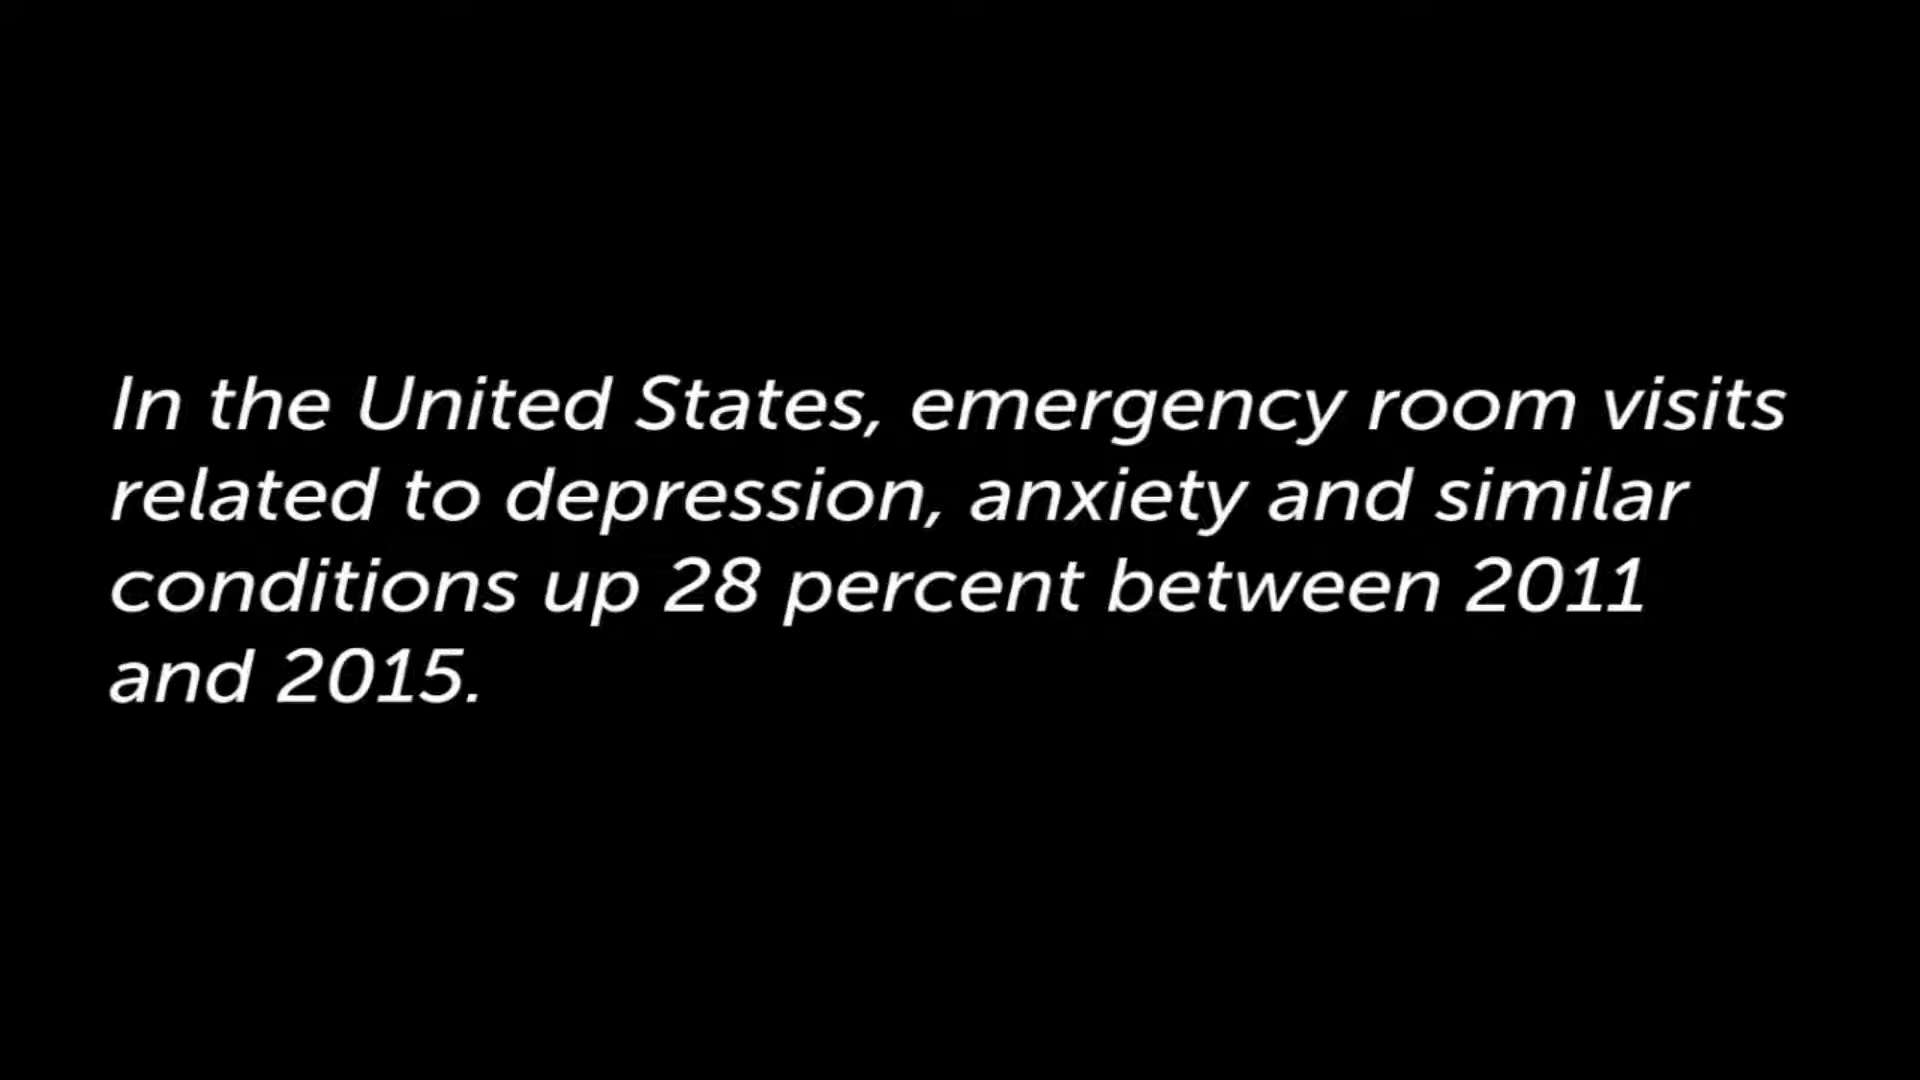 In the United States, emergency room visits
related to depression, anxiety and similar
conditions up 28 percent between 2011
and 2015.